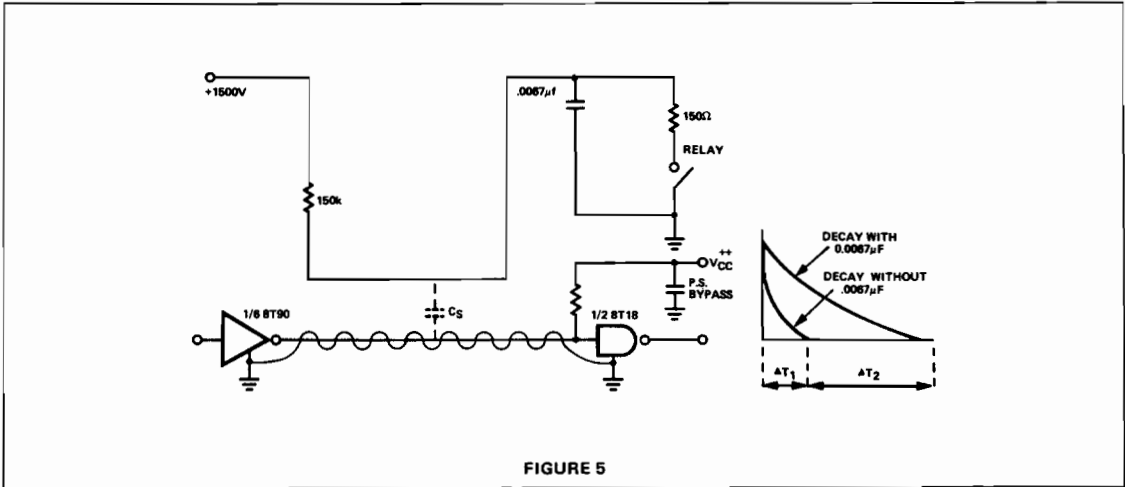 +1500V
150k
.0067µf
150Ω
RELAY
++
VCC
P.S.
BYPASS
CS
1/6 8T90
1/2 8T18
DECAY WITH
0.0067µF
DECAY WITHOUT
.0067µF
ΔT1
ΔT2
FIGURE 5